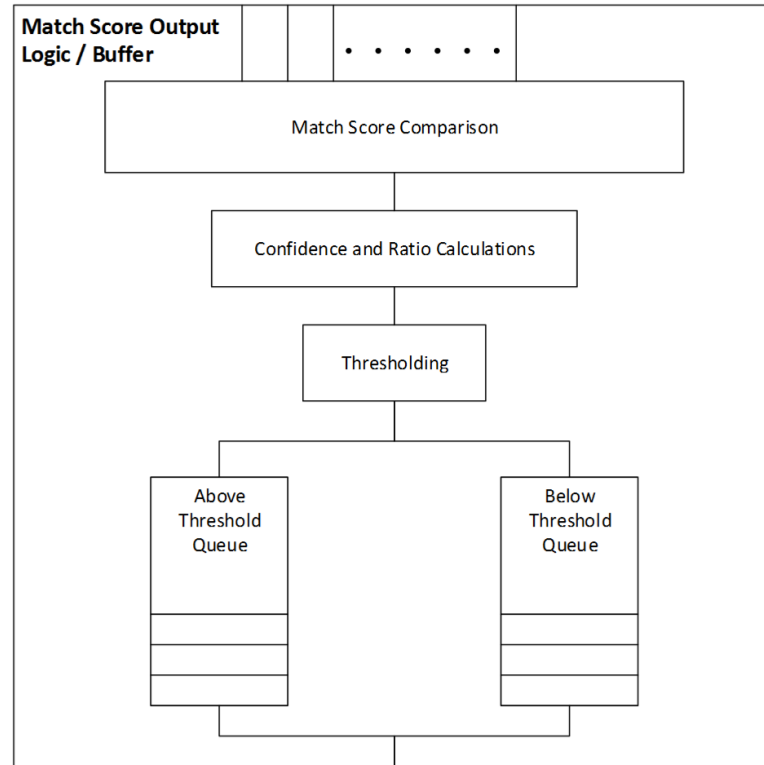 Match Score Output
Logic / Buffer
Match Score Comparison
Confidence and Ratio Calculations
Thresholding
Above
Threshold
Queue
Below
Threshold
Queue